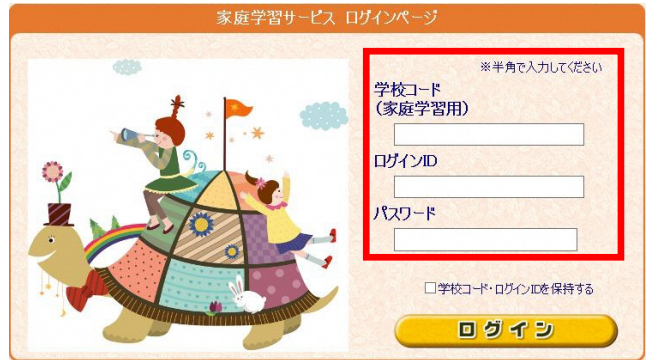 家庭学習サービス ログインページ
※半角で入力してください
学校コード
(家庭学習用)
ログインID
パスワード
学校コード・ログインIDを保持する
ログイン